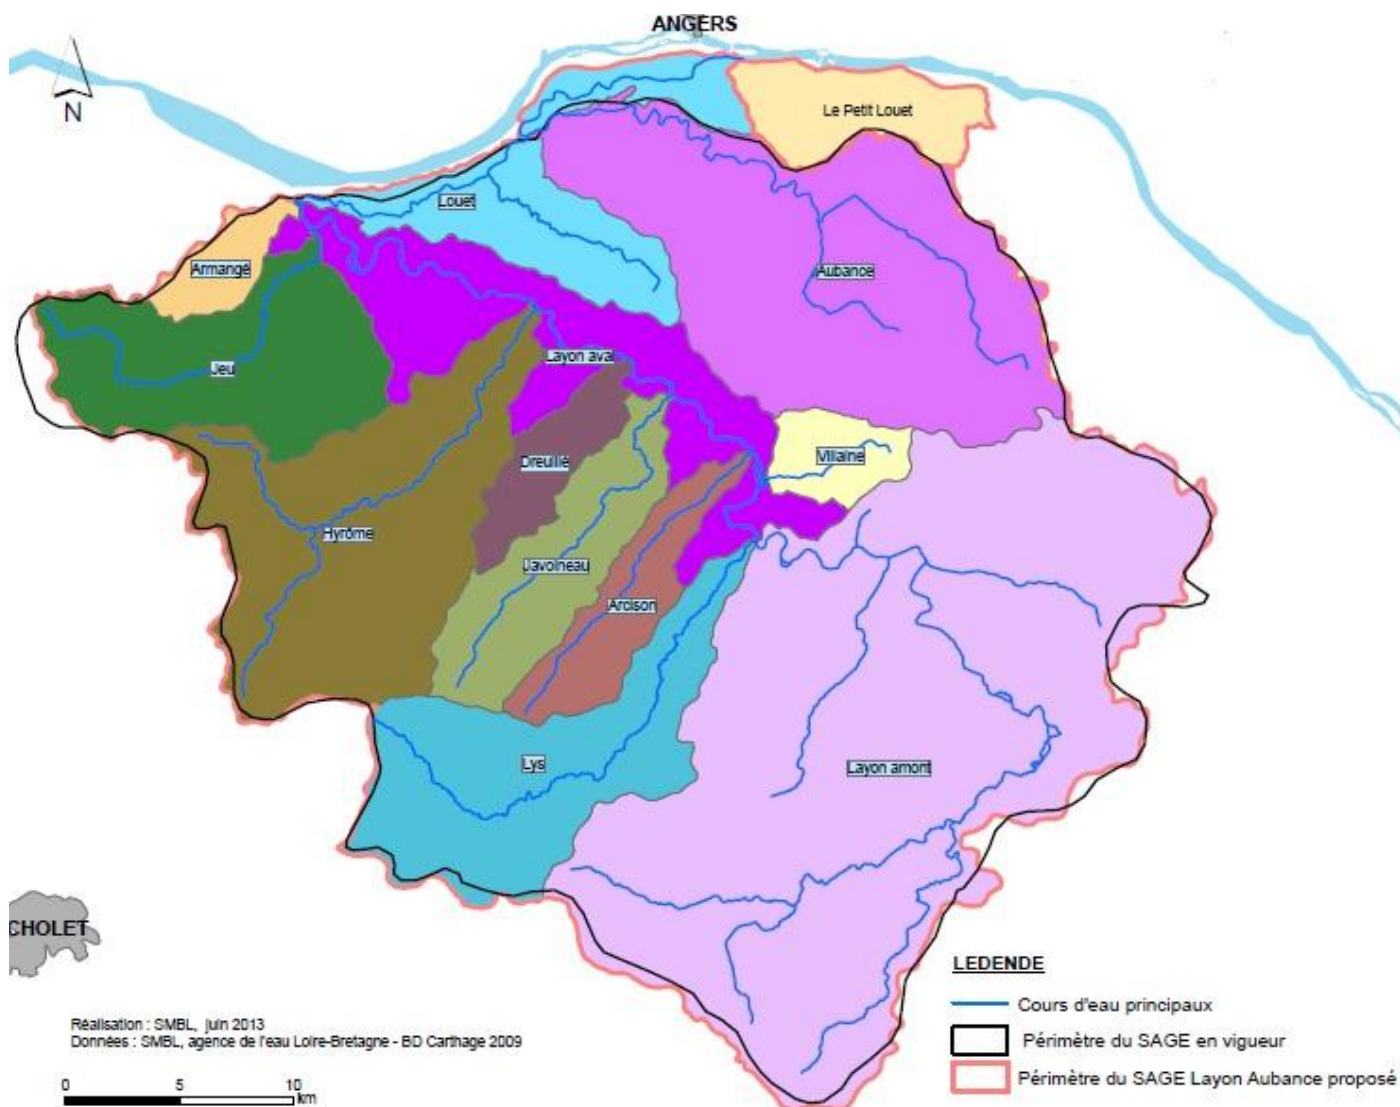 ANGERS
N
Le Petit Louet
Louet
Armangé
Aubance
Jeu
Layon ava
Dreuille
Villaine
Hyrôme
Javoineau
Arcison
Lys
Layon amont
CHOLET
LEDENDE
Cours d'eau principaux
Périmètre du SAGE en vigueur
Périmètre du SAGE Layon Aubance proposé
Réalisation : SMBL, juin 2013
Données : SMBL, agence de l'eau Loire-Bretagne - BD Carthage 2009
0 5 10
km